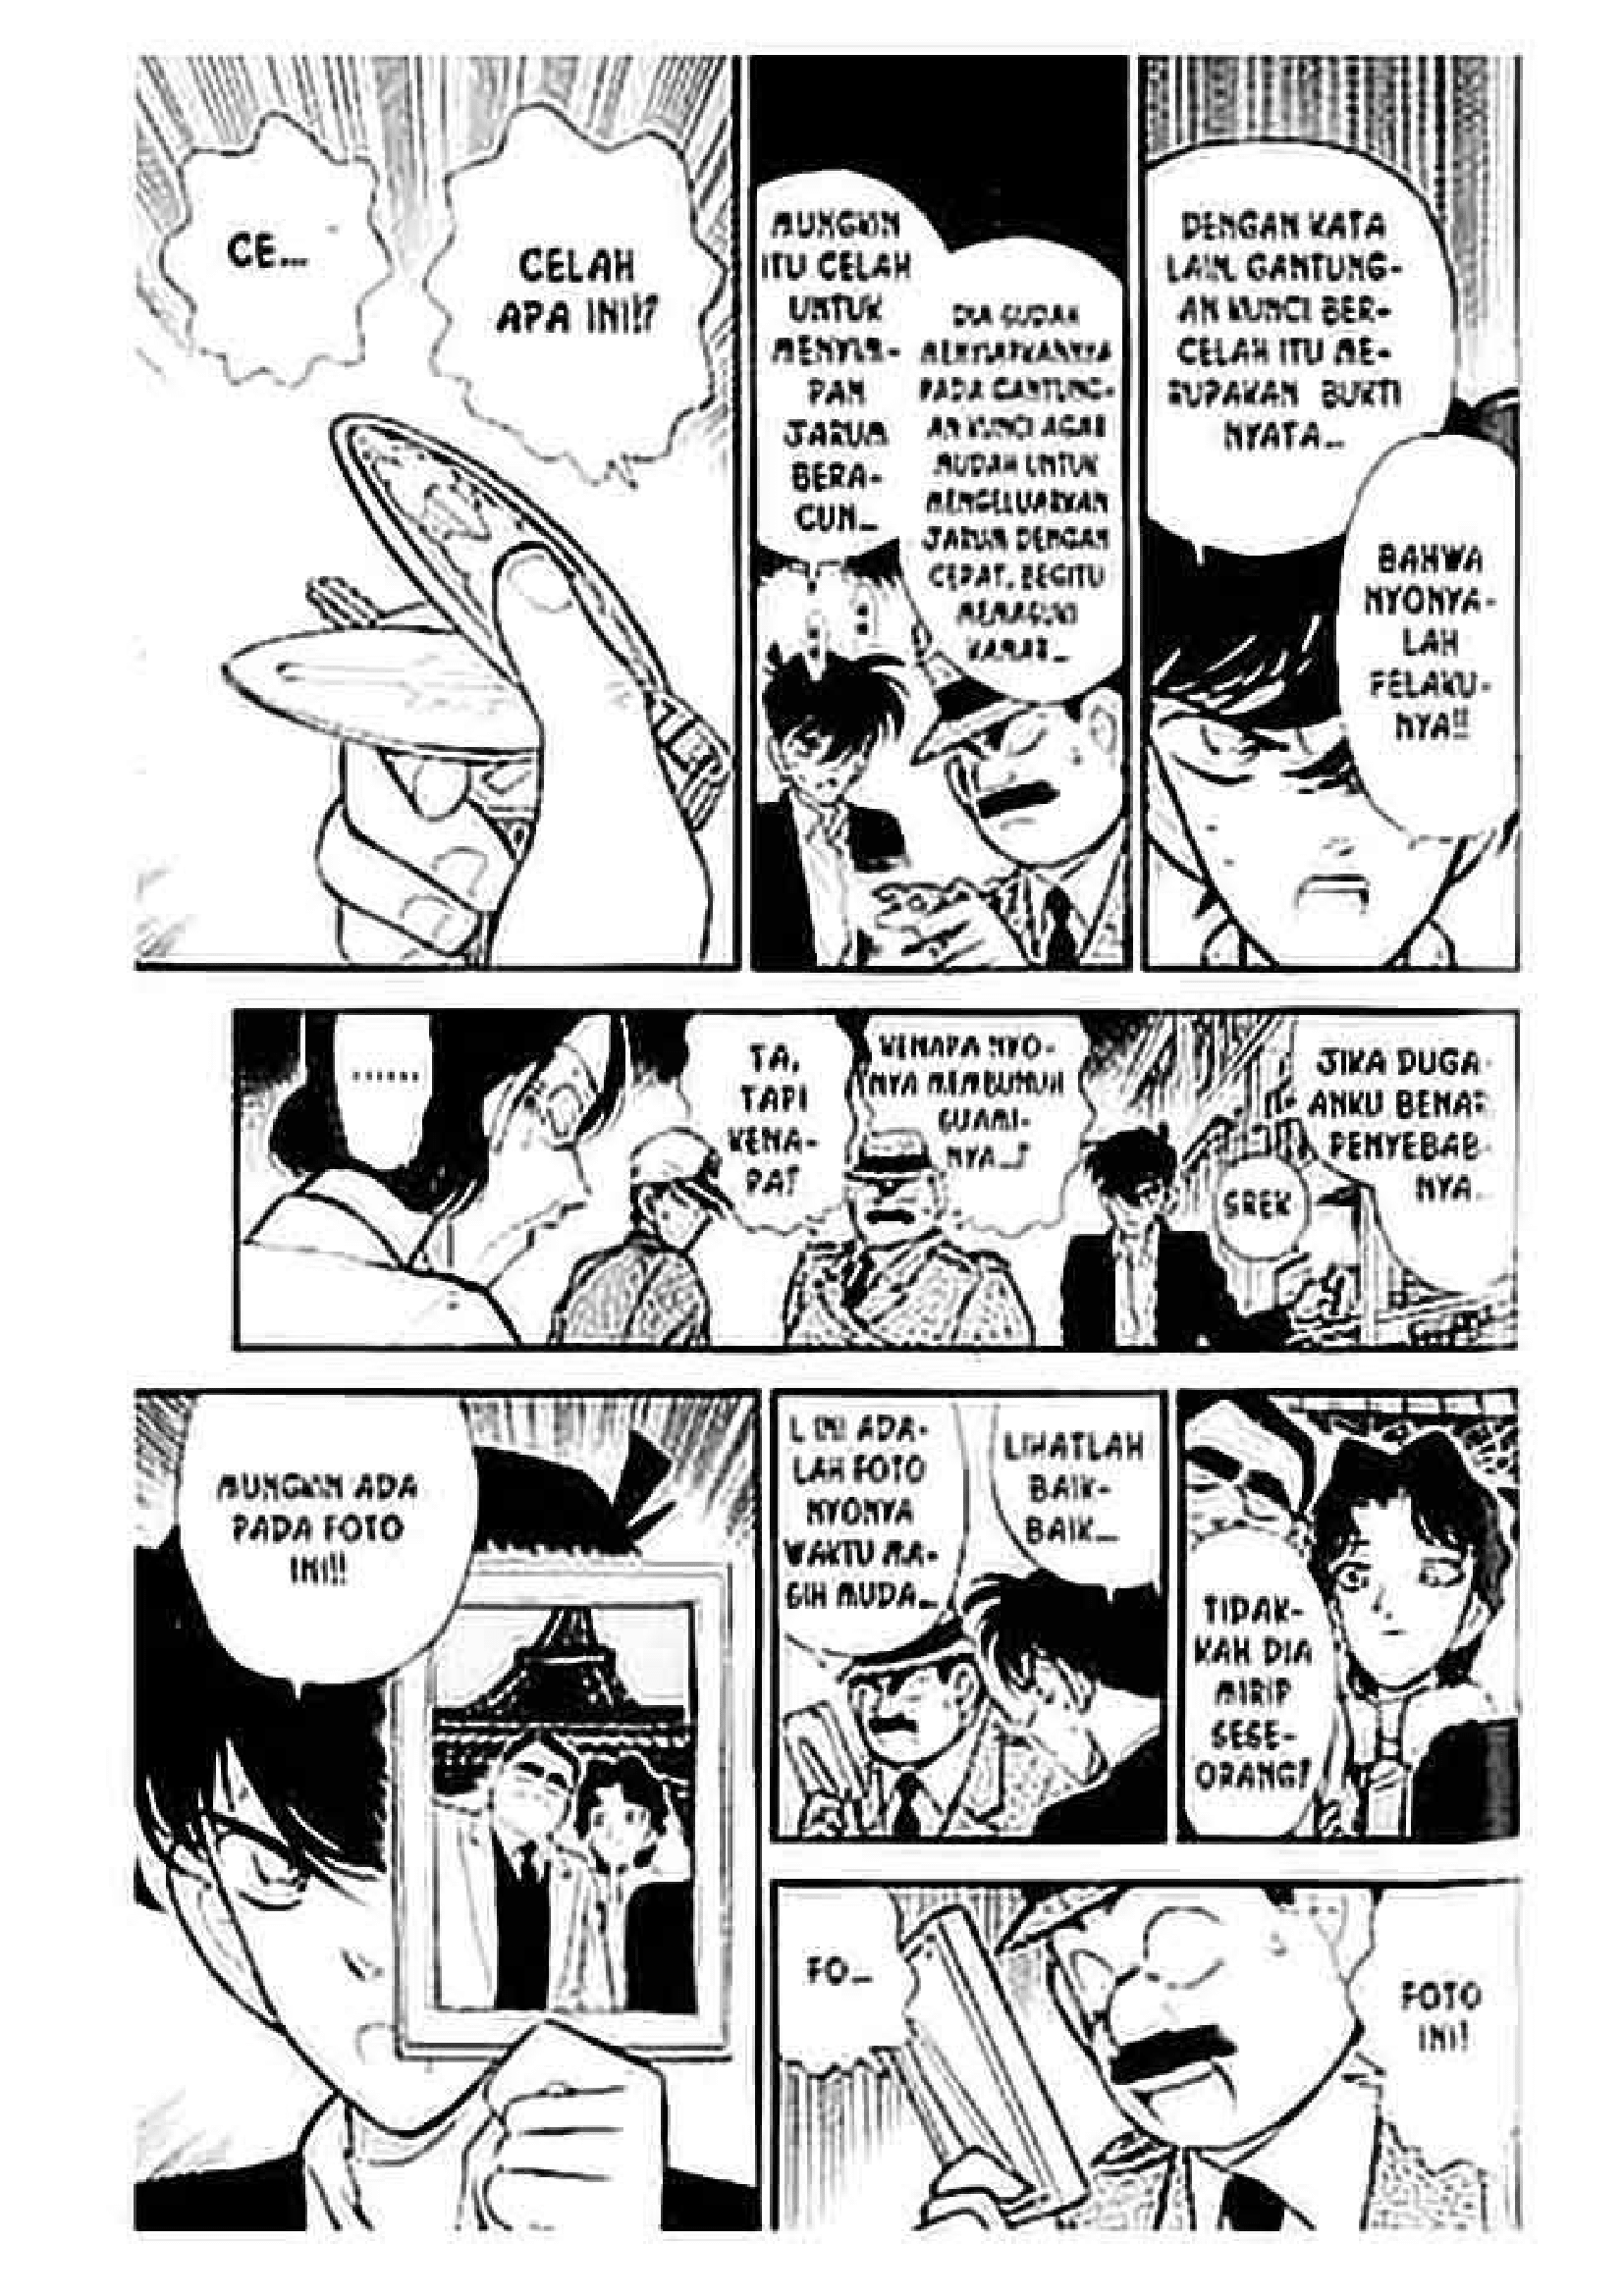 CE...
CELAH
APA INI!?
MUNGKIN
ITU CELAH
UNTUK
MENYIM-
PAN
JARUM
BERA-
CUN...
DIA SUDAH
MENYIAPKANNYA
PADA GANTUNG-
AN KUNCI AGAR
MUDAH UNTUK
MENGELUARKAN
JARUM DENGAN
CEPAT, BEGITU
MEMASUKI
KAMAR...
DENGAN KATA
LAIN, GANTUNG-
AN KUNCI BER-
CELAH ITU ME-
RUPAKAN BUKTI
NYATA...
BAHWA
NYONYA-
LAH
PELAKU-
NYA!!
......
TA,
TAPI
KENA-
PA?
KENAPA NYO-
NYA MEMBUNUH
SUAMI-
NYA...?
SREK
JIKA DUGA-
ANKU BENAR
PENYEBAB-
NYA...
MUNGKIN ADA
PADA FOTO
INI!!
INI ADA-
LAH FOTO
NYONYA
WAKTU MA-
SIH MUDA...
LIHATLAH
BAIK-
BAIK...
TIDAK-
KAH DIA
MIRIP
SESE-
ORANG?
FO...
FOTO
INI!